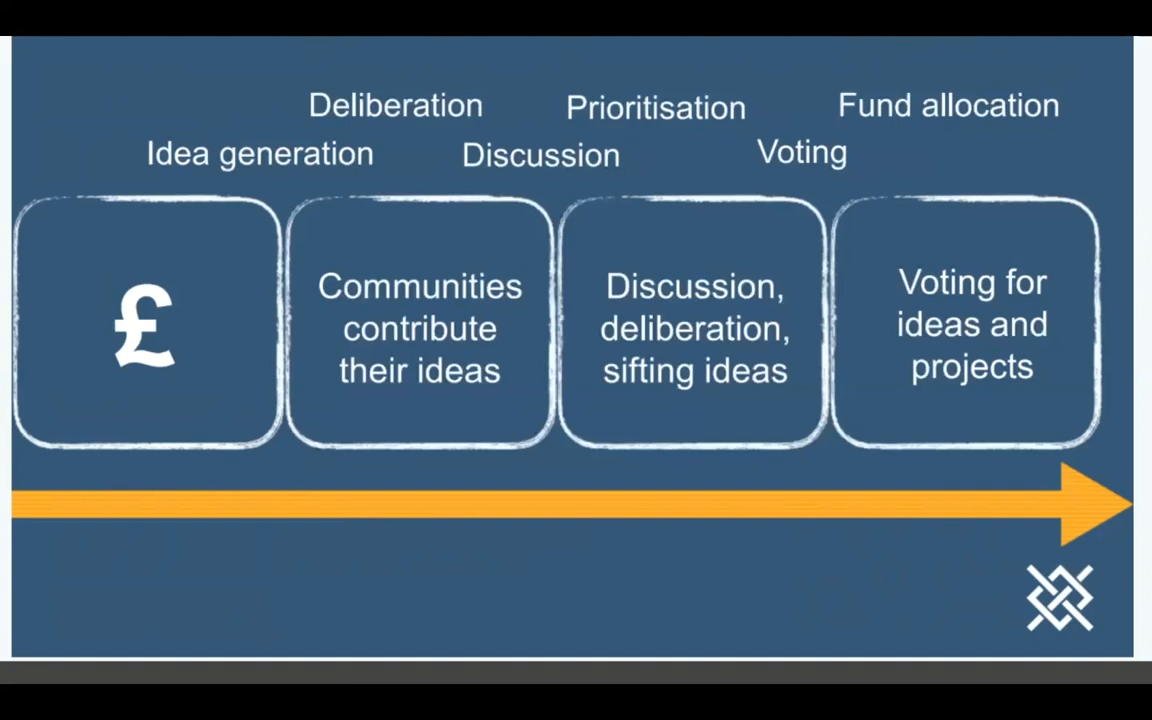 Deliberation
Prioritisation
Fund allocation
Idea generation
Discussion
Voting
£
Communities
contribute
their ideas
Discussion,
deliberation,
sifting ideas
Voting for
ideas and
projects